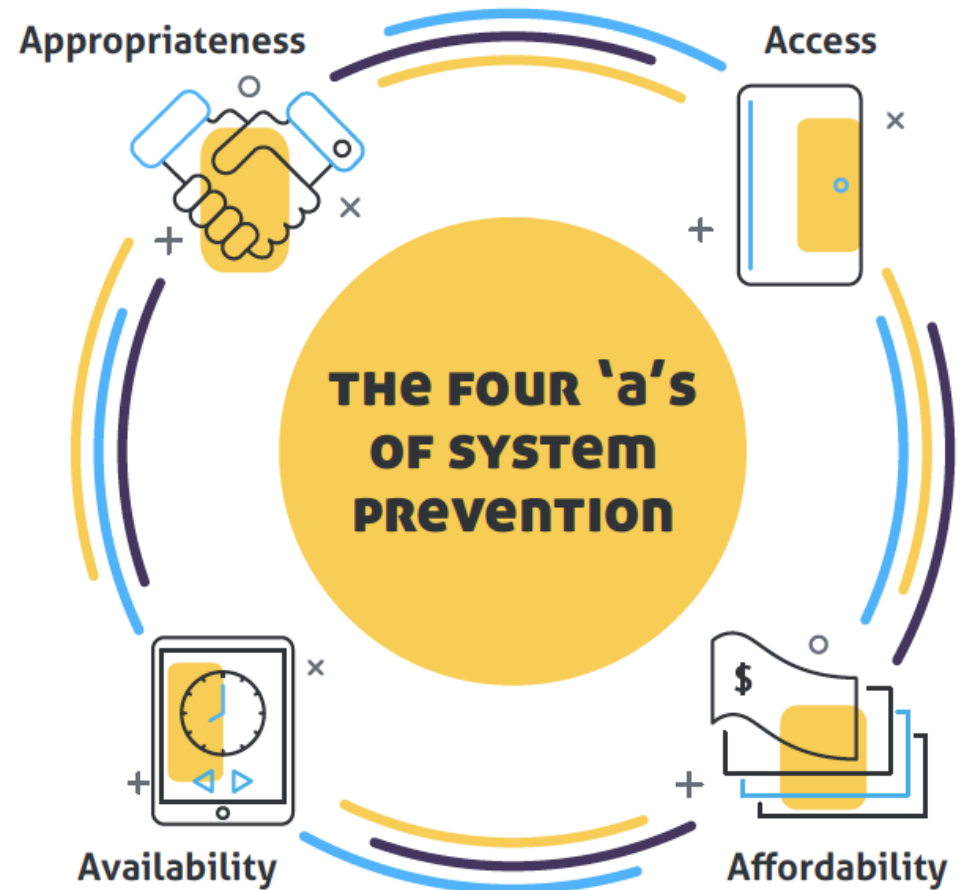 Appropriateness
Access
THE FOUR ‘a’s
OF SYSTEM
PREVENTION
$
Availability
Affordability